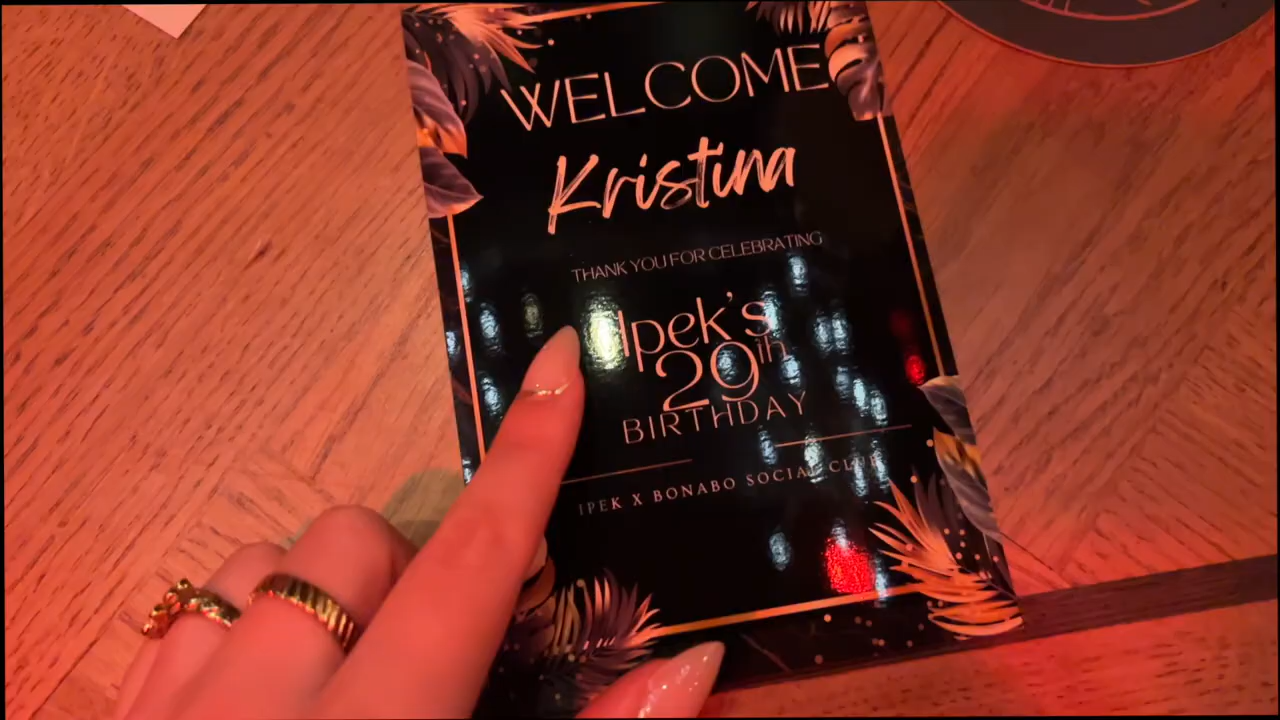 WELCOME
Kristina
THANK YOU FOR CELEBRATING
Ipek's
29th
BIRTHDAY
IPEK X BONABO SOCIAL CLUB